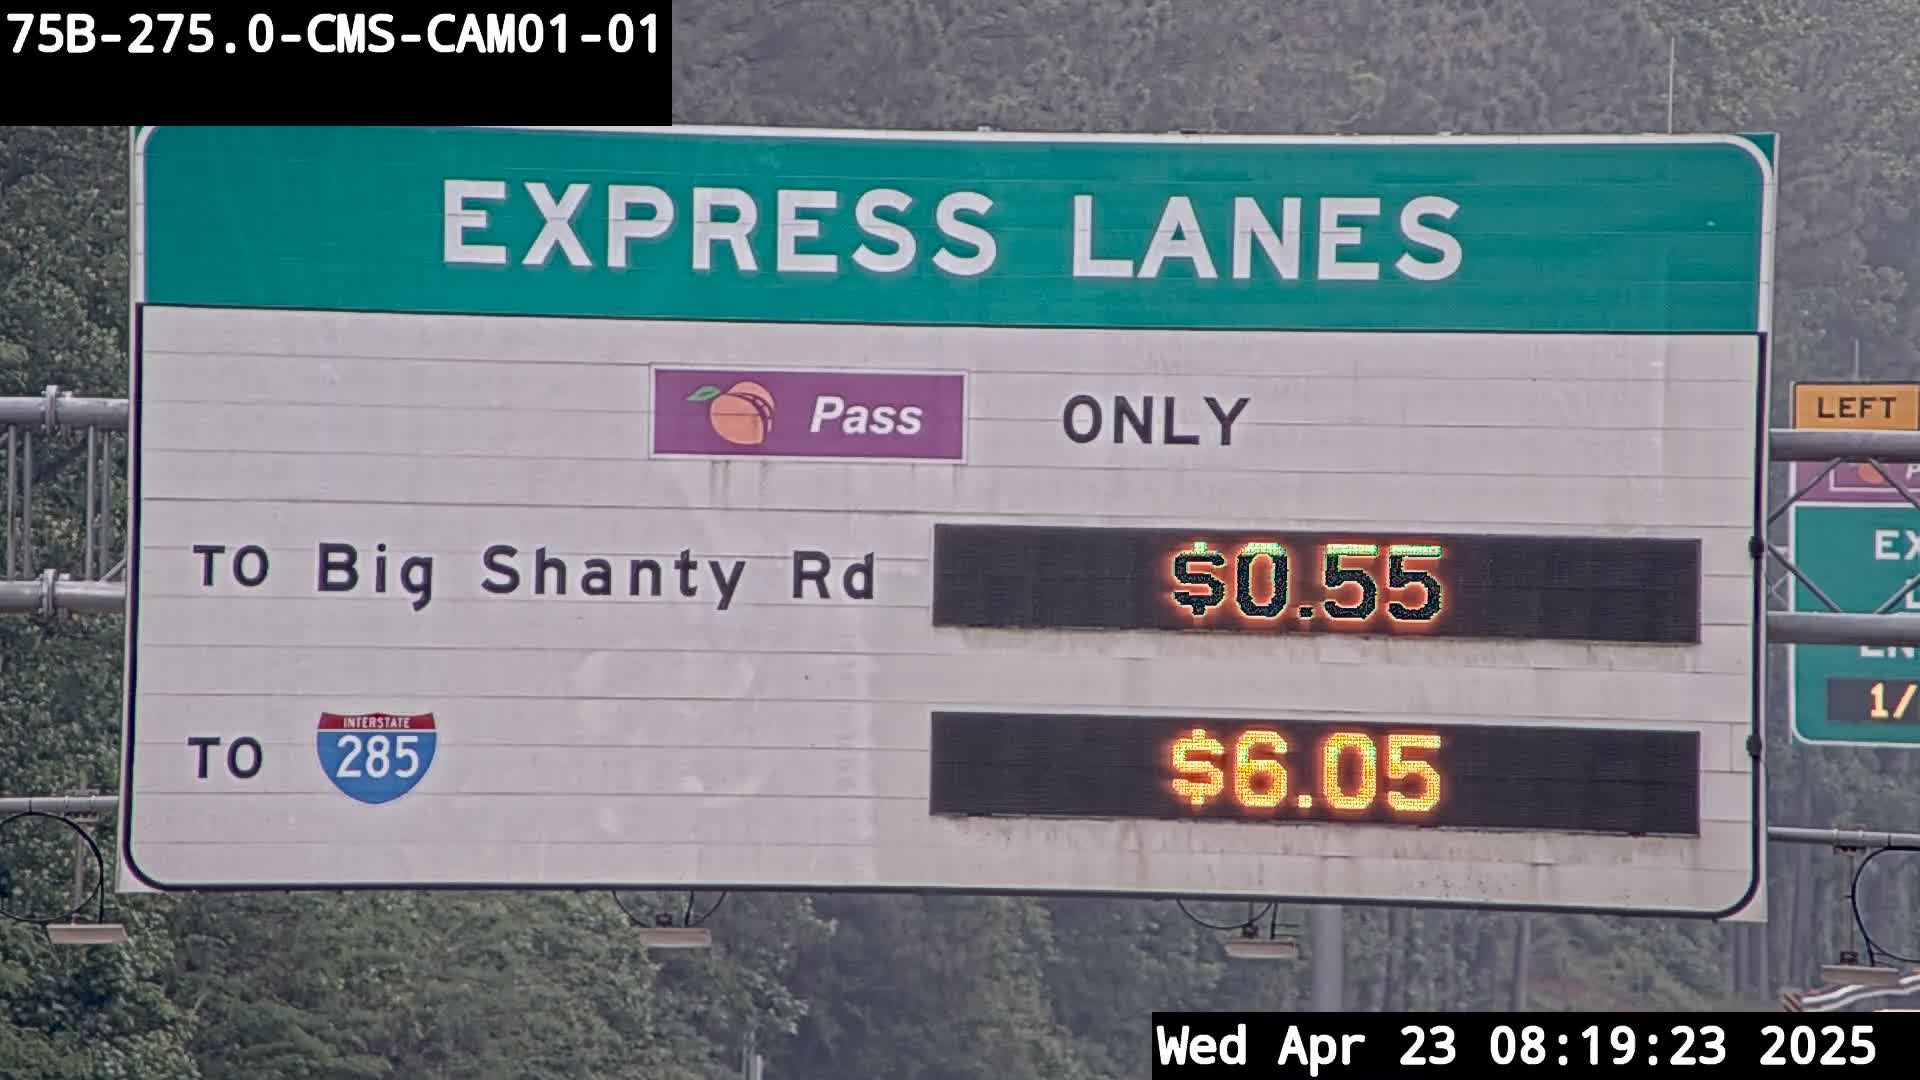 75B-275.0-CMS-CAM01-01
EXPRESS LANES
Pass ONLY
LEFT
TO Big Shanty Rd $0.55
INTERSTATE
TO 285 $6.05
1/
Wed Apr 23 08:19:23 2025